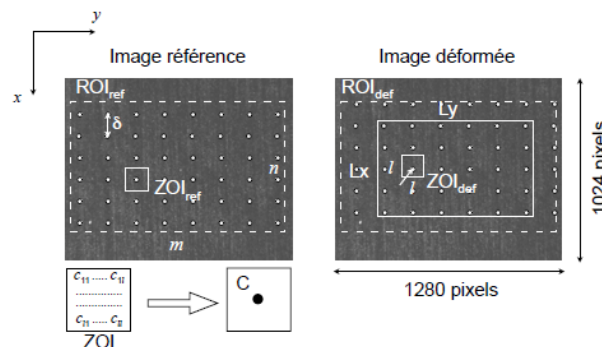 y
x
Image référence
Image déformée
ROIref
δ
ZOIref
n
m
ROIdef
Ly
Lx
l
ZOIdef
l
1024 pixels
1280 pixels
c11 ..... c1l
..................
..................
cl1 ..... cll
ZOI
C